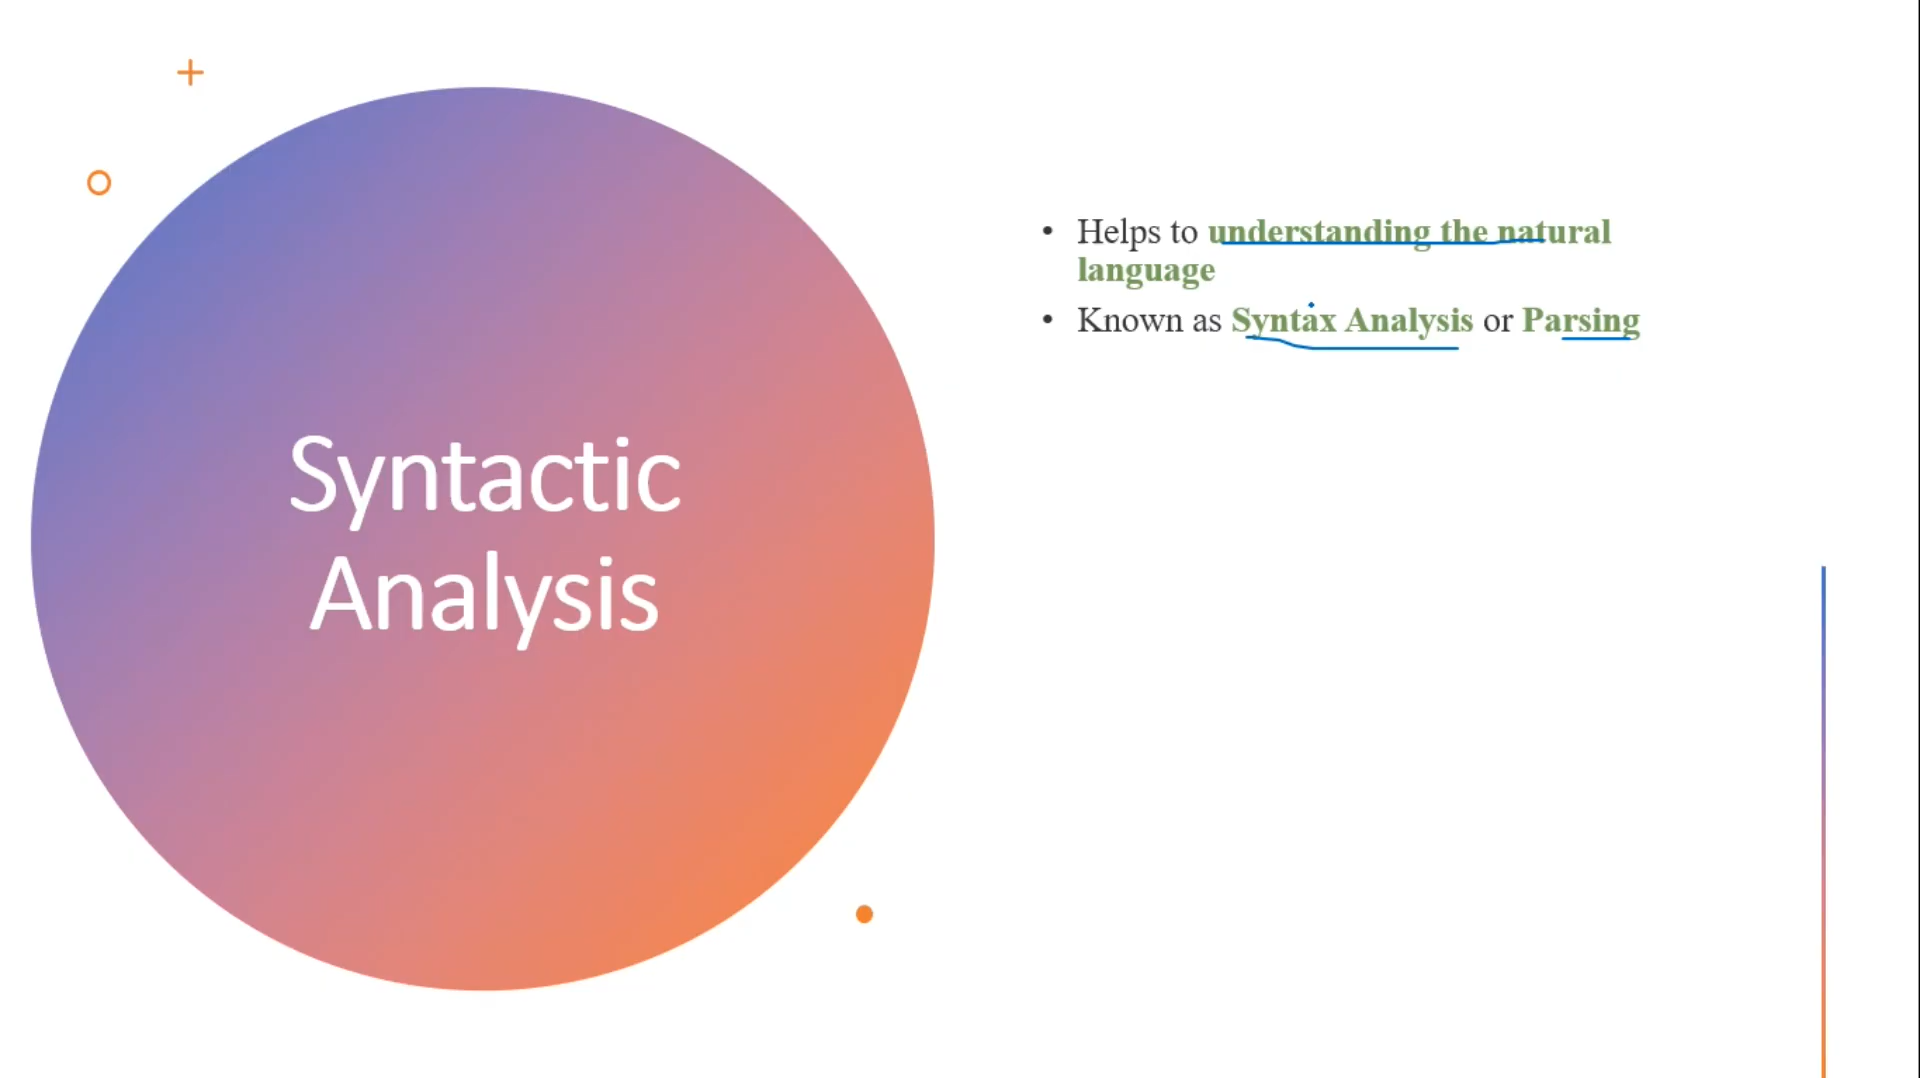 Syntactic
Analysis
• Helps to understanding the natural
language
• Known as Syntax Analysis or Parsing